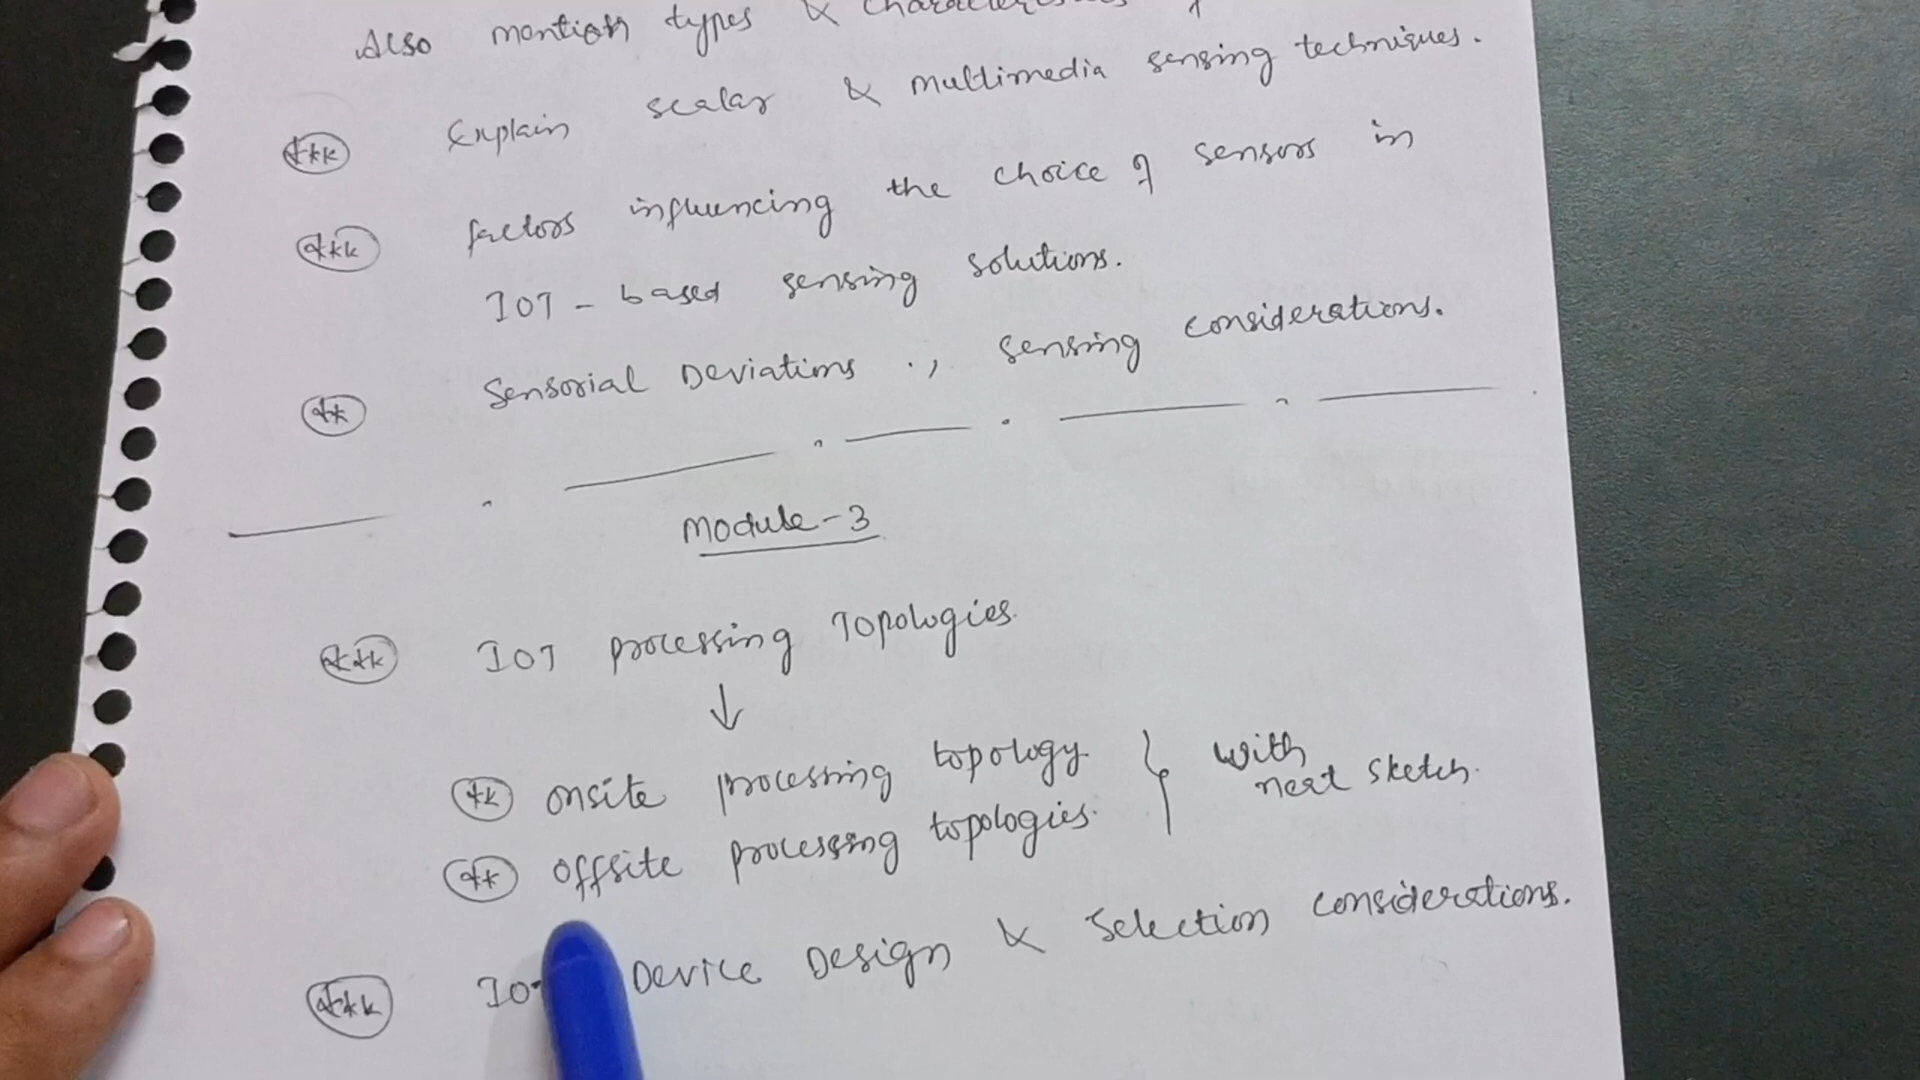 Also mention types & characteristics
*** Explain scalar & multimedia sensing techniques.
*** factors influencing the choice of sensors in
IOT - based sensing solutions.
** Sensorial Deviations ., sensing considerations.
Module-3
*** IOT processing Topologies.
↓
** onsite processing topology } with
neat sketch.
** offsite processing topologies.
*** IOT Device Design & Selection considerations.